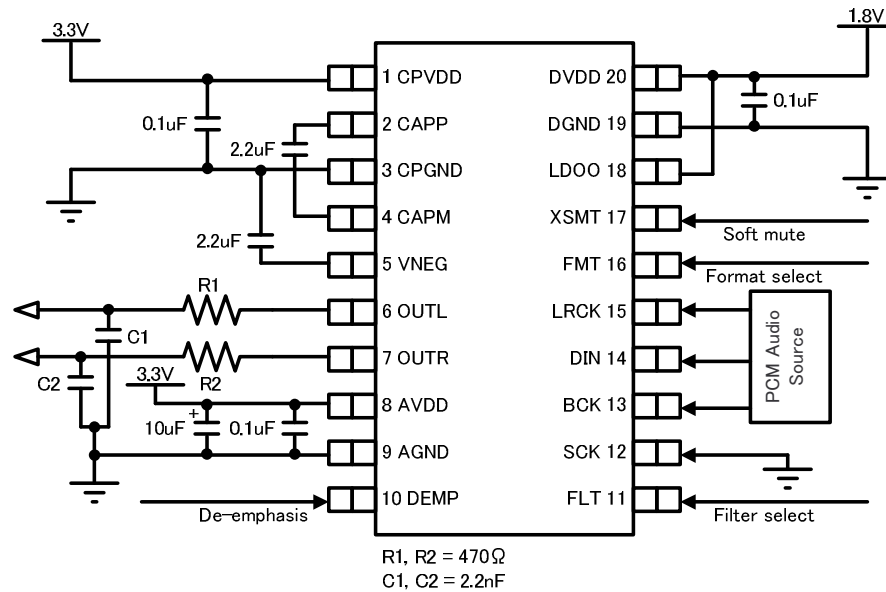 3.3V
1.8V
1 CPVDD
DVDD 20
0.1uF
0.1uF
2 CAPP
DGND 19
2.2uF
3 CPGND
LDOO 18
4 CAPM
XSMT 17
Soft mute
2.2uF
5 VNEG
FMT 16
Format select
R1
6 OUTL
LRCK 15
C1
7 OUTR
DIN 14
PCM Audio
Source
C2
R2
3.3V
8 AVDD
BCK 13
+
10uF
0.1uF
9 AGND
SCK 12
10 DEMP
FLT 11
De-emphasis
Filter select
R1, R2 = 470Ω
C1, C2 = 2.2nF